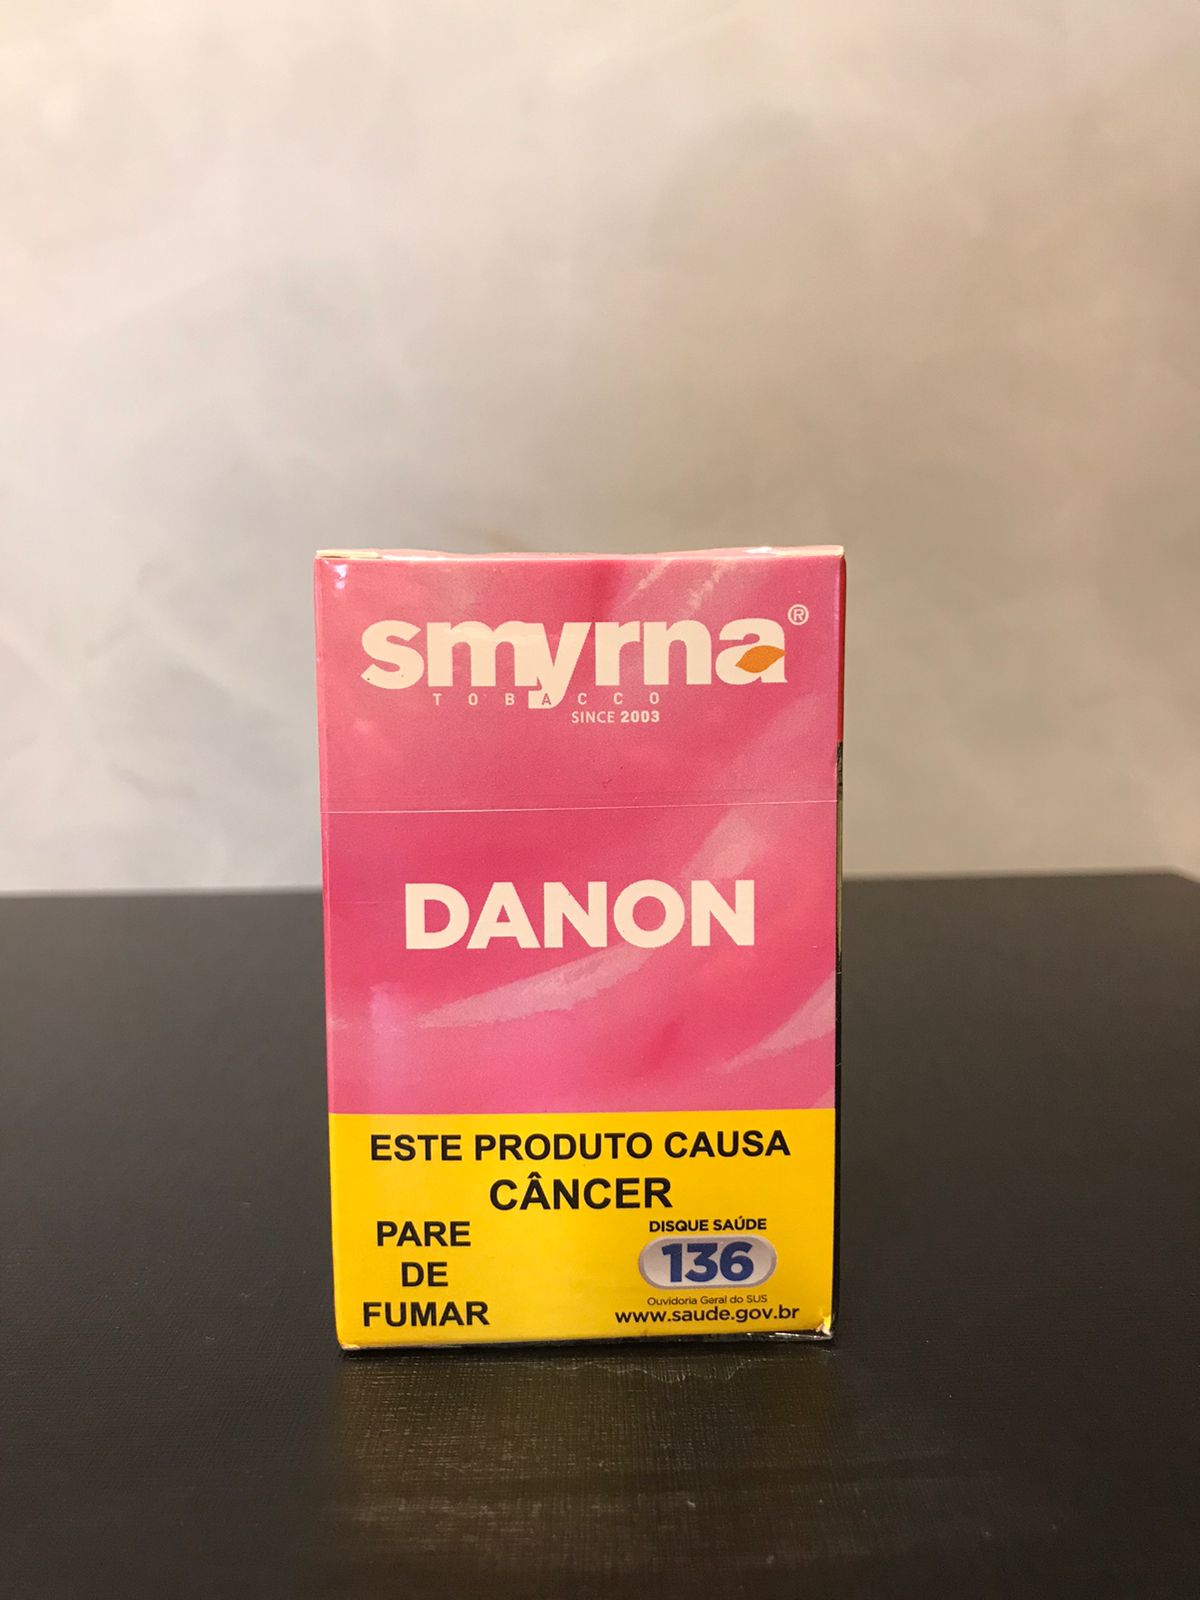 smyrna®
TOBACCO
SINCE 2003
DANON
ESTE PRODUTO CAUSA
CÂNCER
PARE
DE
FUMAR
DISQUE SAÚDE
136
Ouvidoria Geral do SUS
www.saude.gov.br